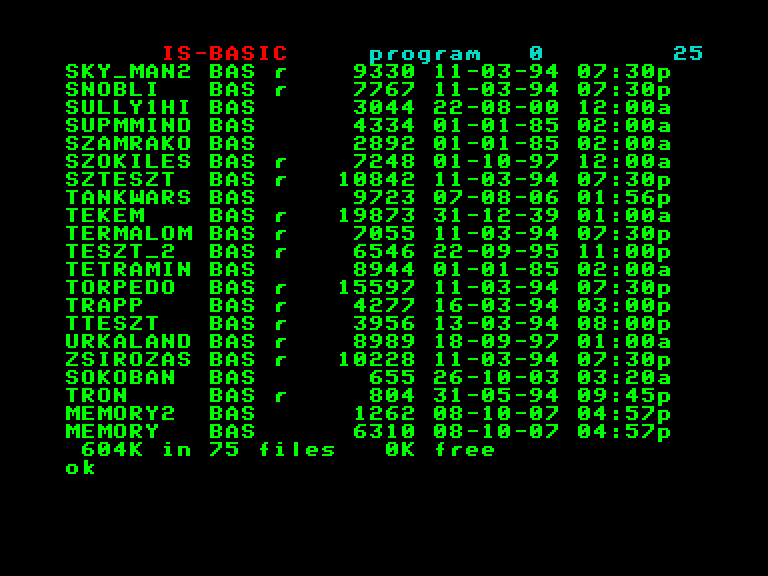 IS-BASIC program 0 25
SKY_MAN2 BAS r 9330 11-03-94 07:30p
SNOBLI BAS r 7767 11-03-94 07:30p
SULLY1HI BAS 3044 22-08-00 12:00a
SUPMMIND BAS 4334 01-01-85 02:00a
SZAMRAKO BAS 2892 01-01-85 02:00a
SZOKILES BAS r 7248 01-10-97 12:00a
SZTESZT BAS r 10842 11-03-94 07:30p
TANKWARS BAS 9723 07-08-06 01:56p
TEKEM BAS r 19873 31-12-39 01:00a
TERMALOM BAS r 7055 11-03-94 07:30p
TESZT_2 BAS r 6546 22-09-95 11:00p
TETRAMIN BAS 8944 01-01-85 02:00a
TORPEDO BAS r 15597 11-03-94 07:30p
TRAPP BAS r 4277 16-03-94 03:00p
TTESZT BAS r 3956 13-03-94 08:00p
URKALAND BAS r 8989 18-09-97 01:00a
ZSIROZAS BAS r 10228 11-03-94 07:30p
SOKOBAN BAS 655 26-10-03 03:20a
TRON BAS r 804 31-05-94 09:45p
MEMORY2 BAS 1262 08-10-07 04:57p
MEMORY BAS 6310 08-10-07 04:57p
604K in 75 files 0K free
ok